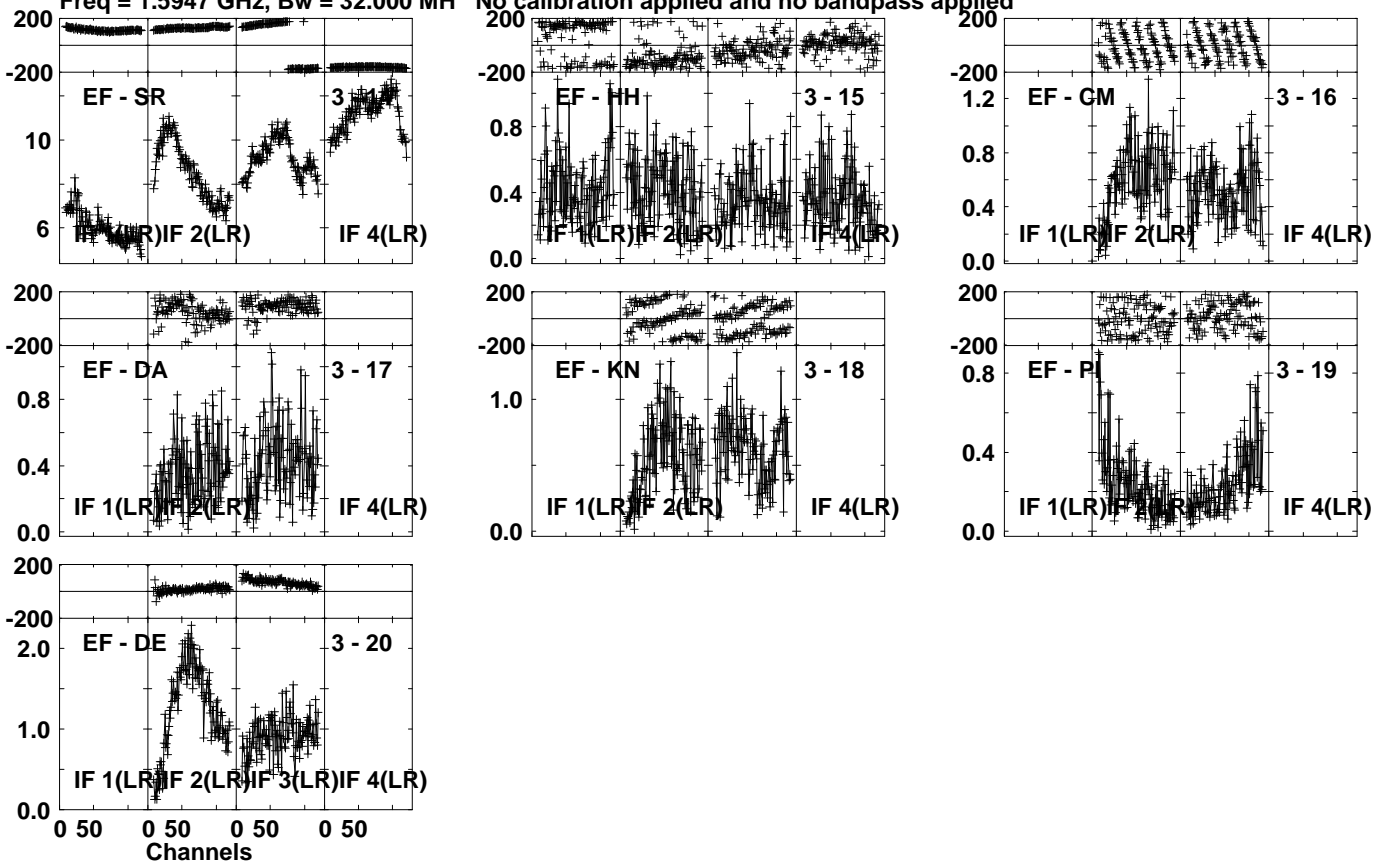 Freq = 1.5947 GHz, Bw = 32.000 MH No calibration applied and no bandpass applied
200
-200
EF - SR
10
6
IF 2(LR)
IF 4(LR)
200
-200
EF - HH 3 - 15
0.8
0.4
0.0
IF 1(LR) IF 2(LR) IF 4(LR)
200
-200
EF - CM 3 - 16
1.2
0.8
0.4
0.0
IF 1(LR) IF 2(LR) IF 4(LR)
200
-200
EF - DA 3 - 17
0.8
0.4
0.0
IF 1(LR) IF 2(LR) IF 4(LR)
200
-200
EF - KN 3 - 18
1.0
0.0
IF 1(LR) IF 2(LR) IF 4(LR)
200
-200
EF - PI 3 - 19
0.8
0.4
0.0
IF 1(LR) IF 2(LR) IF 4(LR)
200
-200
EF - DE 3 - 20
2.0
1.0
0.0
IF 1(LR) IF 2(LR) IF 3(LR) IF 4(LR)
0 50 0 50 0 50 0 50
Channels